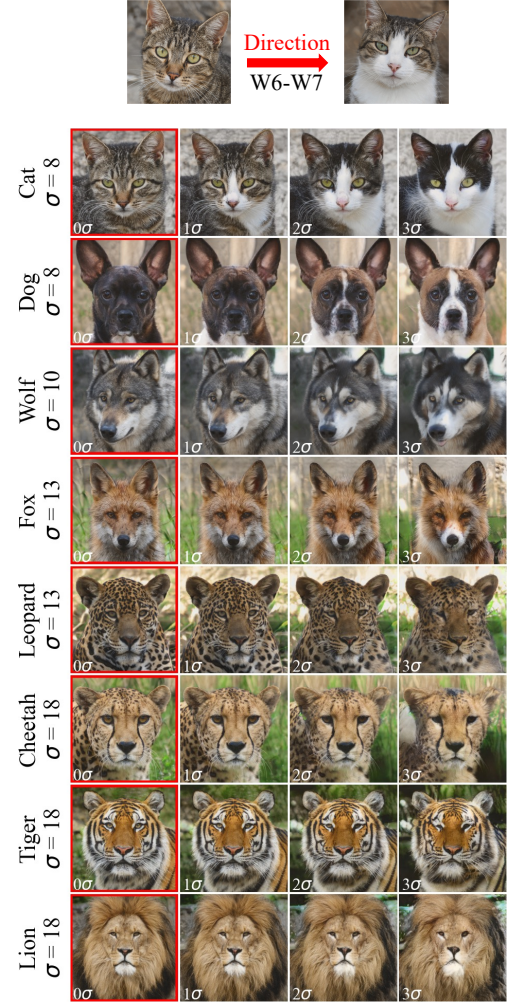 Direction
W6-W7
Cat
σ = 8
0σ
1σ
2σ
3σ
Dog
σ = 8
0σ
1σ
2σ
3σ
Wolf
σ = 10
0σ
1σ
2σ
3σ
Fox
σ = 13
0σ
1σ
2σ
3σ
Leopard
σ = 13
0σ
1σ
2σ
3σ
Cheetah
σ = 18
0σ
1σ
2σ
3σ
Tiger
σ = 18
0σ
1σ
2σ
3σ
Lion
σ = 18
0σ
1σ
2σ
3σ